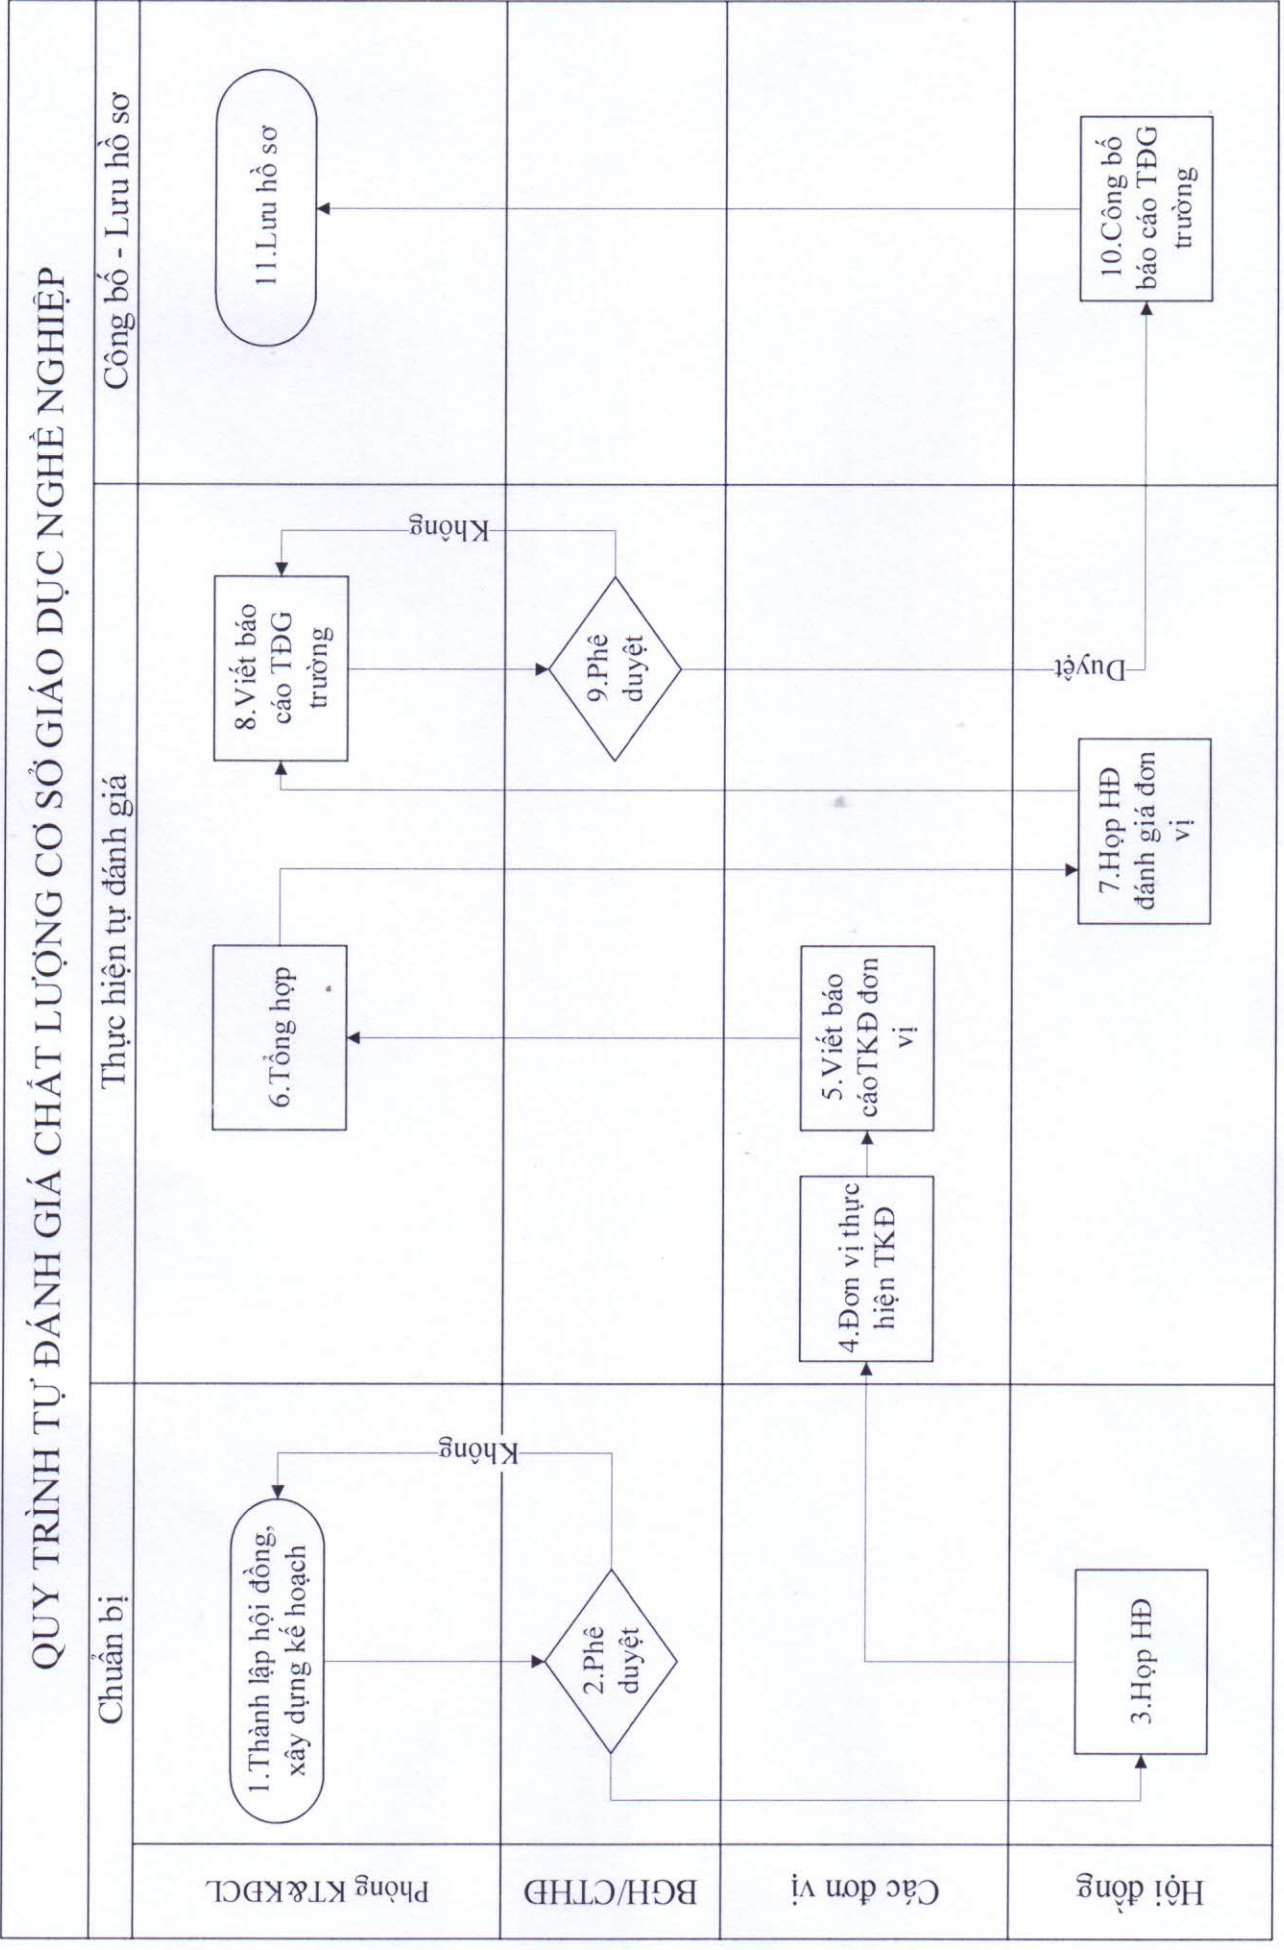 QUY TRÌNH TỰ ĐÁNH GIÁ CHẤT LƯỢNG CƠ SỞ GIÁO DỤC NGHỀ NGHIỆP
Chuẩn bị
Thực hiện tự đánh giá
Công bố - Lưu hồ sơ
Phòng KT&KĐCL
1.Thành lập hội đồng,
xây dựng kế hoạch
Không
6.Tổng hợp
8.Viết báo
cáo TĐG
trường
Không
11.Lưu hồ sơ
BGH/CTHĐ
2.Phê
duyệt
9.Phê
duyệt
Các đơn vị
4.Đơn vị thực
hiện TKĐ
5.Viết báo
cáoTKĐ đơn
vị
Hội đồng
3.Họp HĐ
7.Họp HĐ
đánh giá đơn
vị
Duyệt
10.Công bố
báo cáo TĐG
trường